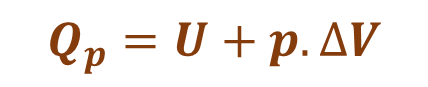 Qₚ = U + p. ΔV